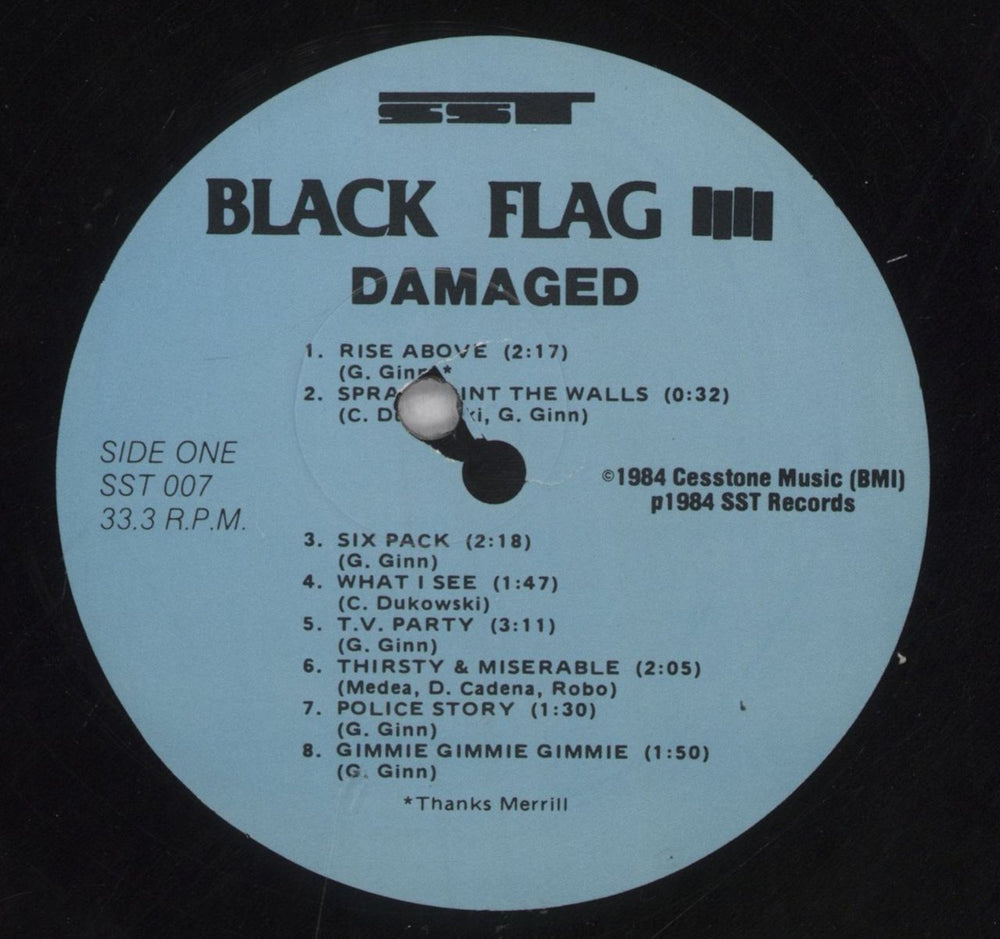 SST
BLACK FLAG
DAMAGED
1. RISE ABOVE (2:17)
(G. *
2. THE WALLS (0:32)
(C. G. Ginn)
SIDE ONE
SST 007
33.3 R.P.M.
©1984 Cesstone Music (BMI)
p1984 SST Records
3. SIX PACK (2:18)
(G. Ginn)
4. WHAT I SEE (1:47)
(C. Dukowski)
5. T.V. PARTY (3:11)
(G. Ginn)
6. THIRSTY & MISERABLE (2:05)
(Medea, D. Cadena, Robo)
7. POLICE STORY (1:30)
(G. Ginn)
8. GIMMIE GIMMIE GIMMIE (1:50)
(G. Ginn)
*Thanks Merrill